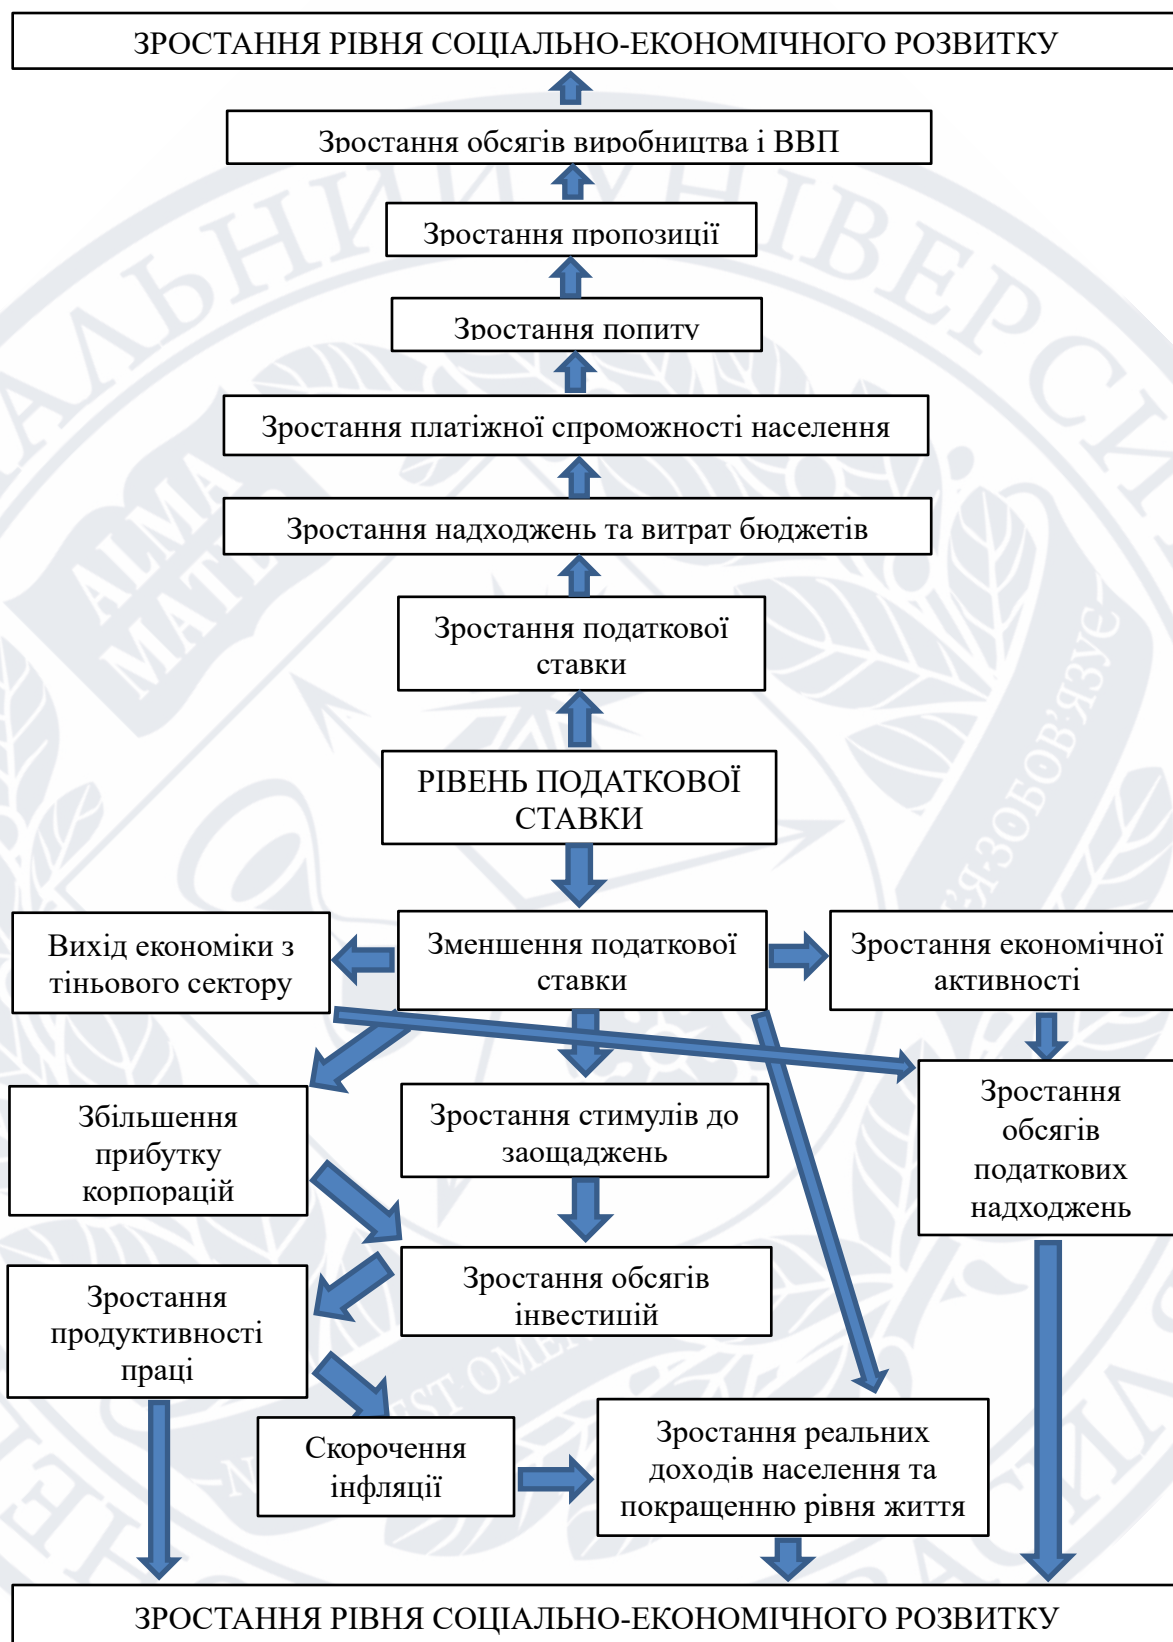 ЗРОСТАННЯ РІВНЯ СОЦІАЛЬНО-ЕКОНОМІЧНОГО РОЗВИТКУ
Зростання обсягів виробництва і ВВП
Зростання пропозиції
Зростання попиту
Зростання платіжної спроможності населення
Зростання надходжень та витрат бюджетів
Зростання податкової
ставки
РІВЕНЬ ПОДАТКОВОЇ
СТАВКИ
Вихід економіки з
тіньового сектору
Зменшення податкової
ставки
Зростання економічної
активності
Збільшення
прибутку
корпорацій
Зростання стимулів до
заощаджень
Зростання
обсягів
податкових
надходжень
Зростання
продуктивності
праці
Зростання обсягів
інвестицій
Скорочення
інфляції
Зростання реальних
доходів населення та
покращенню рівня життя
ЗРОСТАННЯ РІВНЯ СОЦІАЛЬНО-ЕКОНОМІЧНОГО РОЗВИТКУ
ALMA